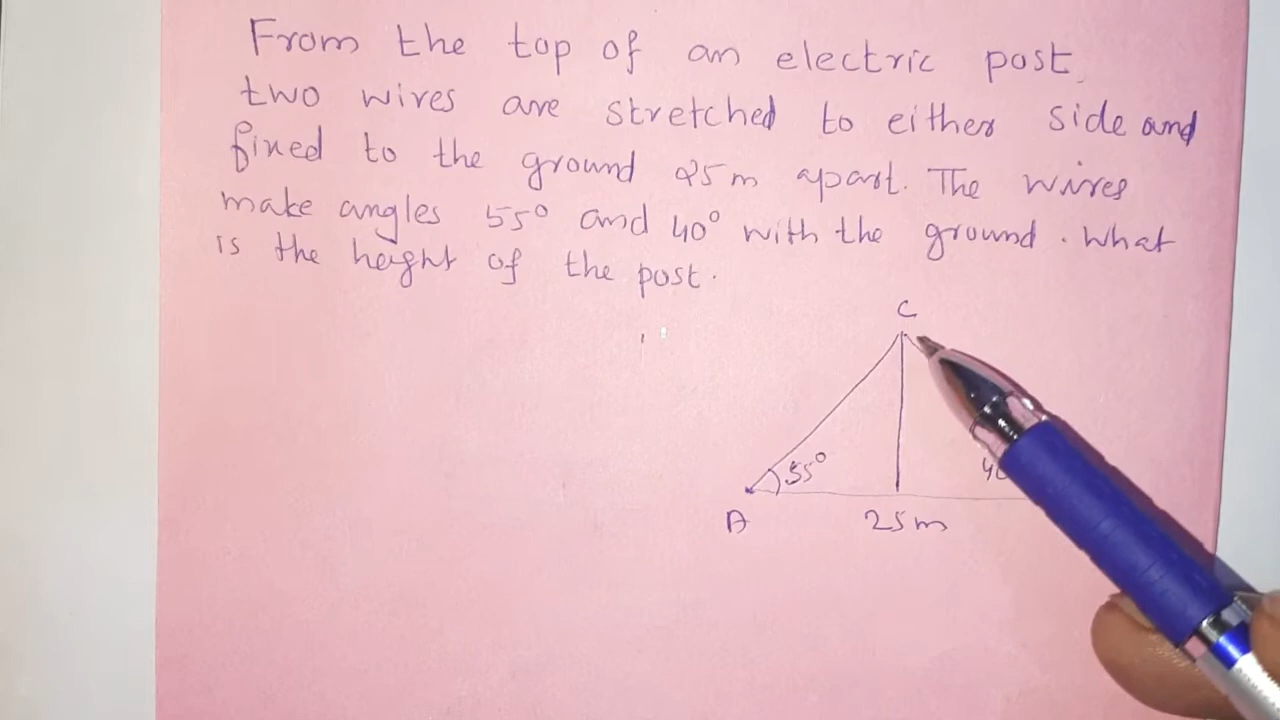 From the top of an electric post,
two wires are stretched to either side and
fixed to the ground 25m apart. The wires
make angles 55° and 40° with the ground. What
is the height of the post.
C
55°
A
25m